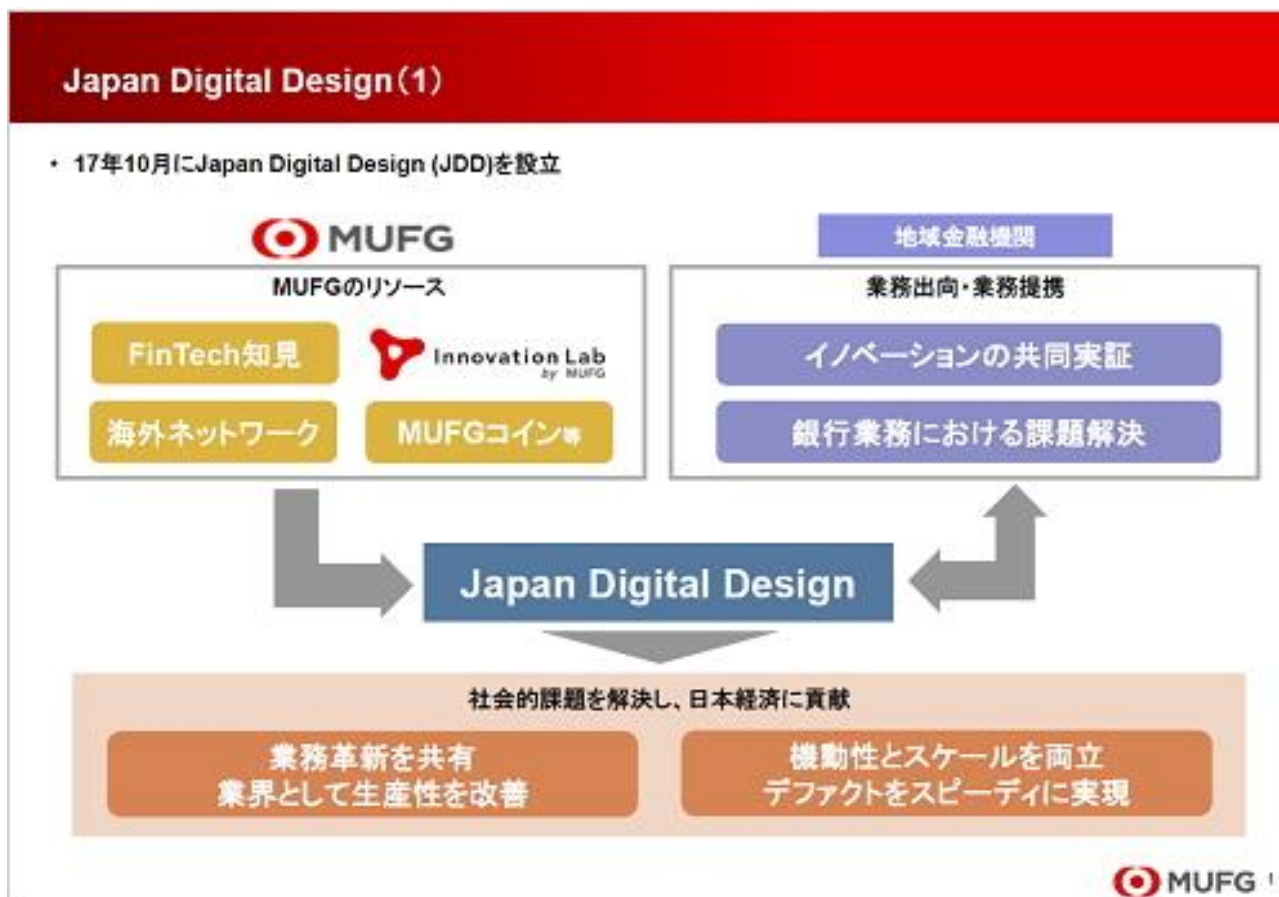 Japan Digital Design(1)
・ 17年10月にJapan Digital Design (JDD)を設立
MUFG
MUFGのリソース
FinTech知見
Innovation Lab
by MUFG
海外ネットワーク
MUFGコイン等
地域金融機関
業務出向・業務提携
イノベーションの共同実証
銀行業務における課題解決
Japan Digital Design
社会的課題を解決し、日本経済に貢献
業務革新を共有
業界として生産性を改善
機動性とスケールを両立
デファクトをスピーディに実現
MUFG